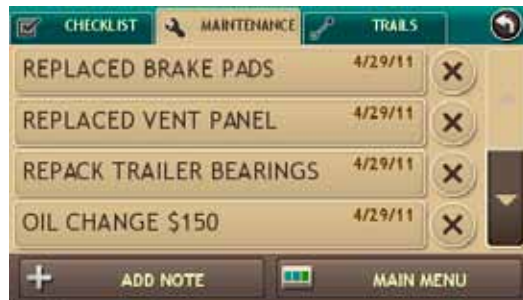 CHECKLIST MAINTENANCE TRAILS
REPLACED BRAKE PADS 4/29/11
REPLACED VENT PANEL 4/29/11
REPACK TRAILER BEARINGS 4/29/11
OIL CHANGE $150 4/29/11
ADD NOTE MAIN MENU